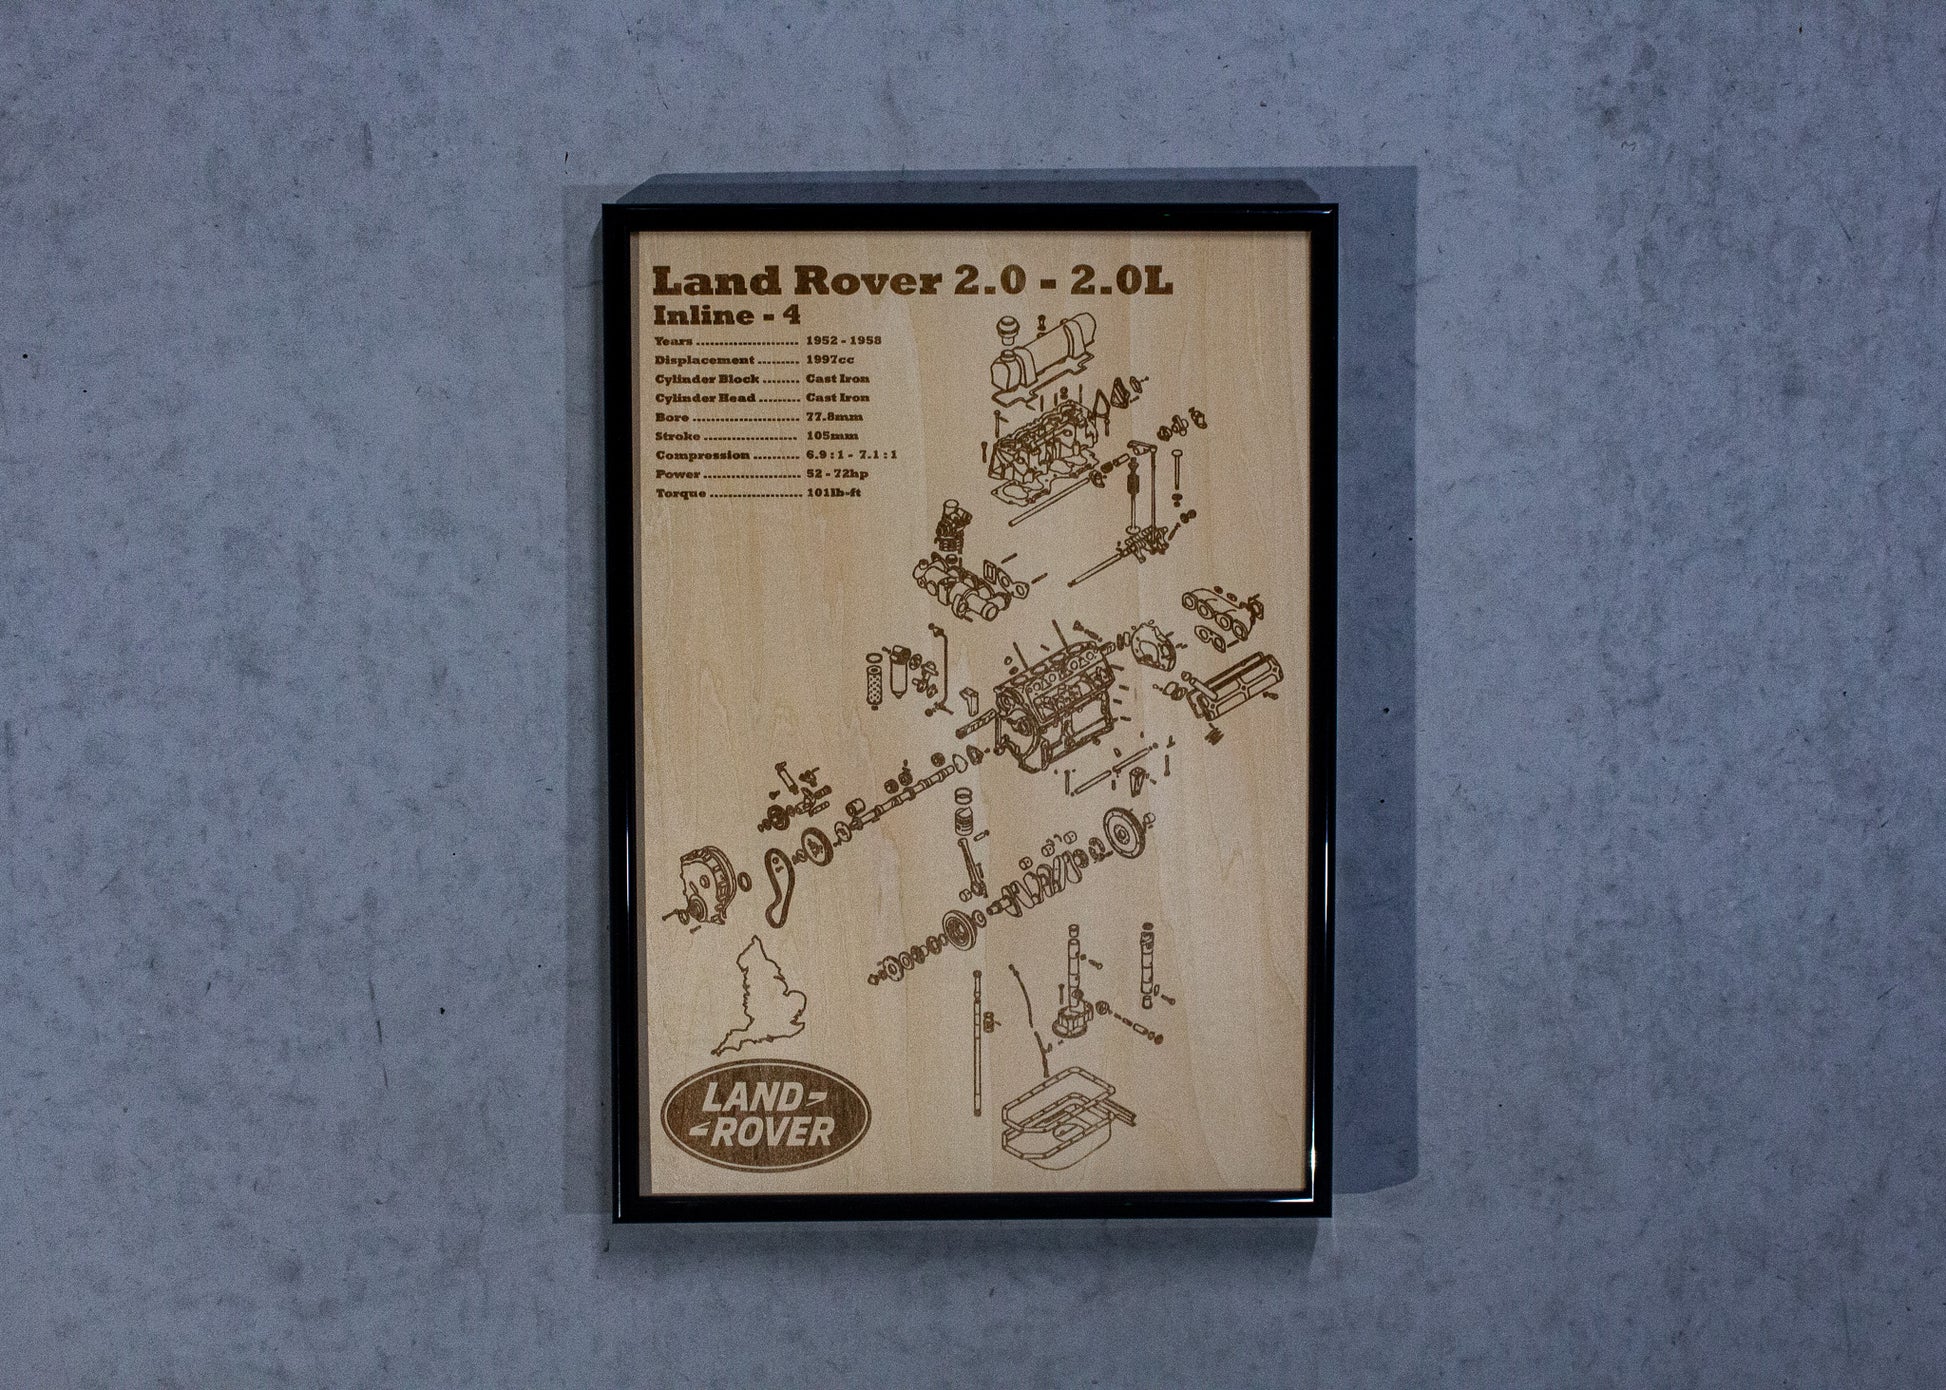 Land Rover 2.0 - 2.0L
Inline - 4
Years ........................ 1952 - 1958
Displacement .......... 1997cc
Cylinder Block ........ Cast Iron
Cylinder Head ......... Cast Iron
Bore ........................ 77.8mm
Stroke ...................... 105mm
Compression ........... 6.9 : 1 - 7.1 : 1
Power ....................... 52 - 72hp
Torque ..................... 101lb-ft
LAND
ROVER